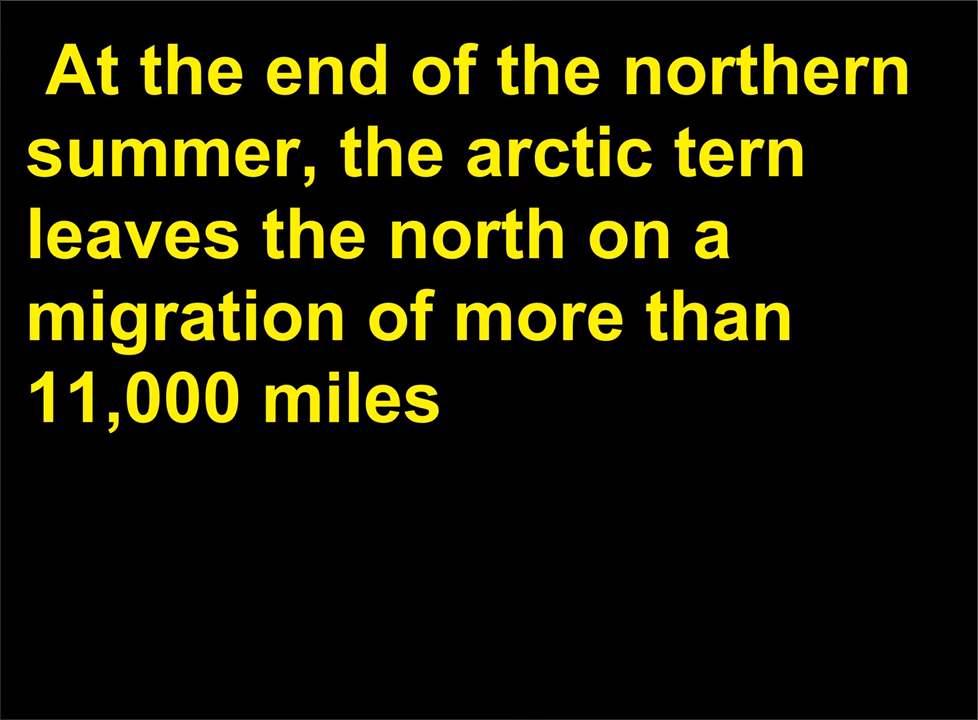 At the end of the northern
summer, the arctic tern
leaves the north on a
migration of more than
11,000 miles